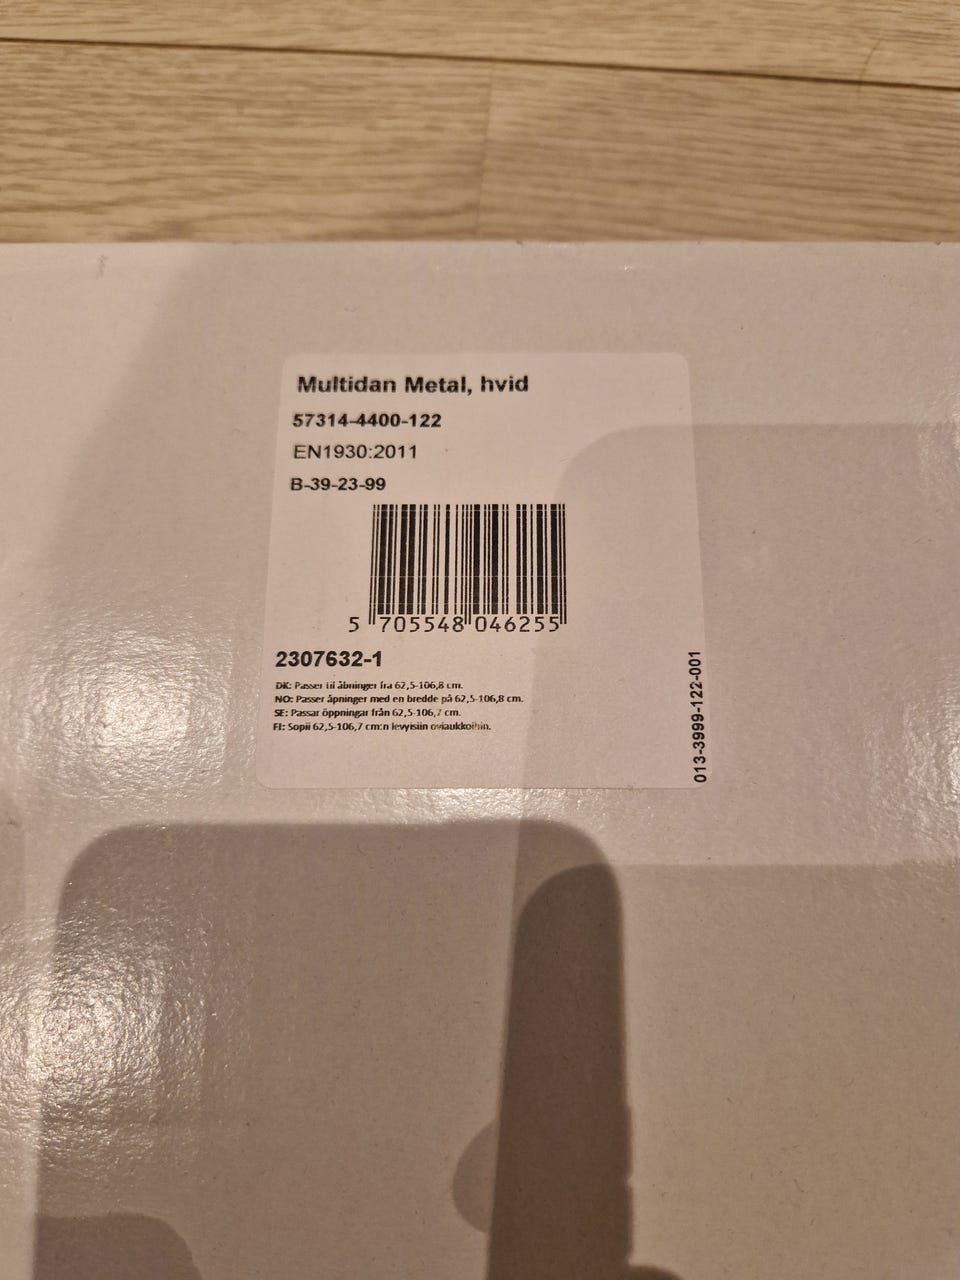 Multidan Metal, hvid
57314-4400-122
EN1930:2011
B-39-23-99
5 705548 046255
2307632-1
DK: Passer til åbninger fra 62,5-106,8 cm.
NO: Passer åpninger med en bredde på 62,5-106,8 cm.
SE: Passar öppningar från 62,5-106,7 cm.
FI: Sopii 62,5-106,7 cm:n levyisiin oviaukkoihin.
013-3999-122-001